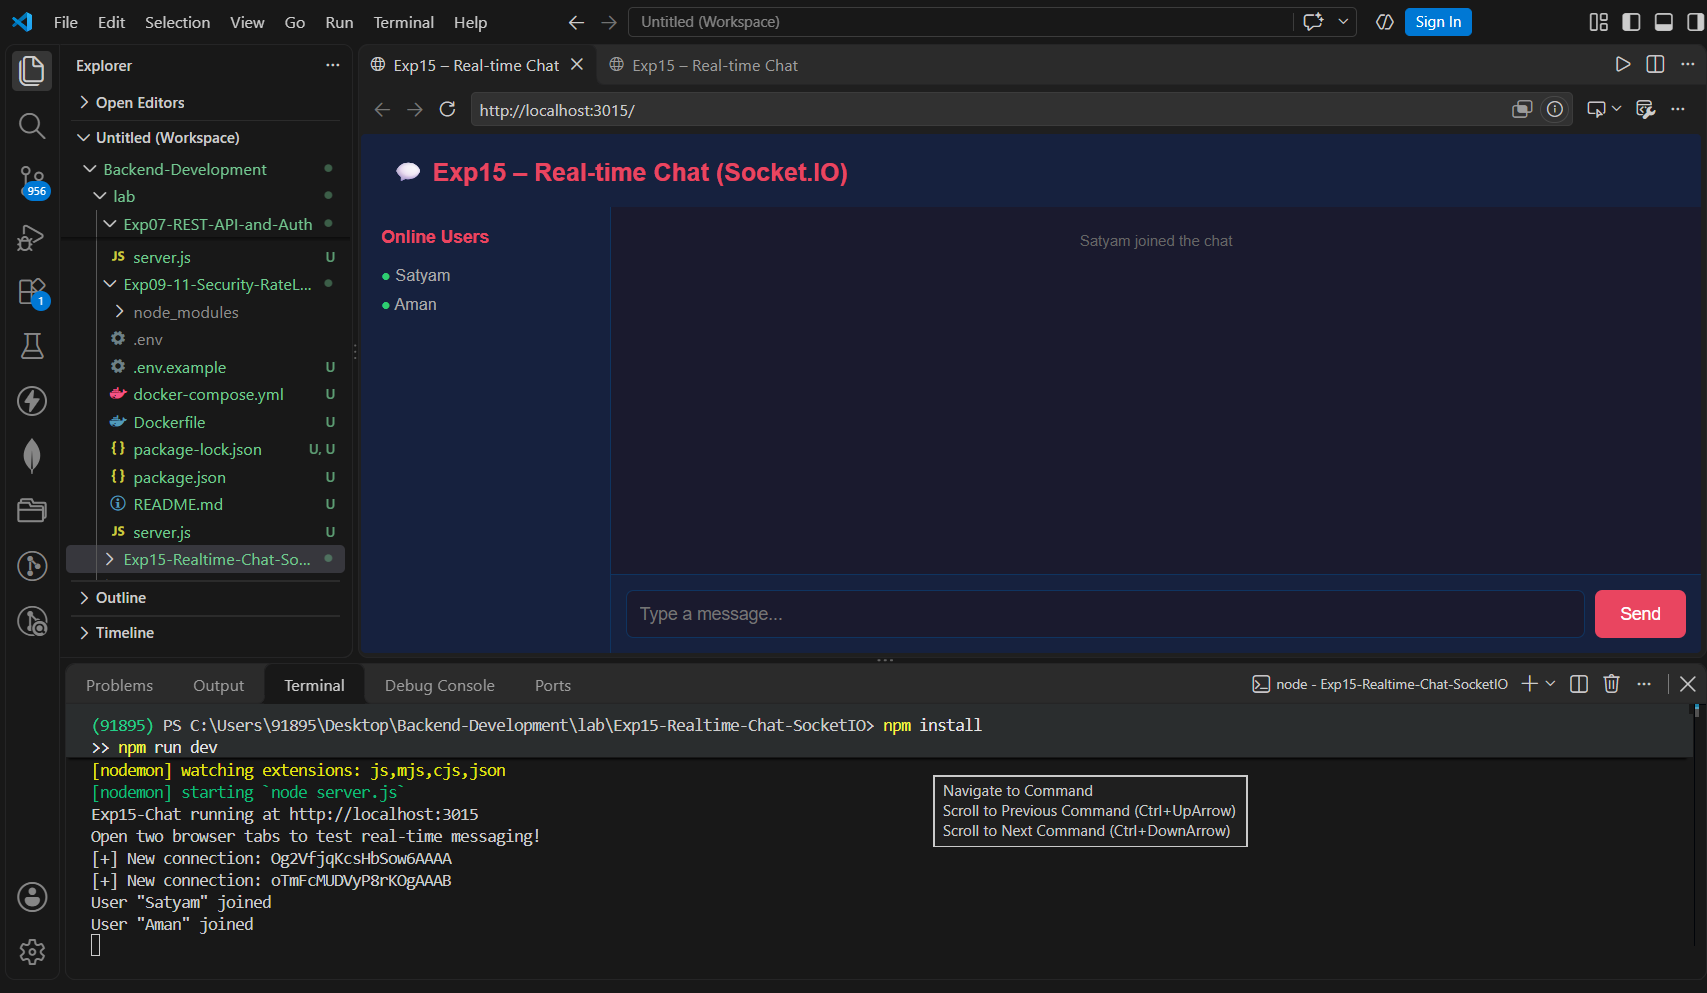 File Edit Selection View Go Run Terminal Help
Untitled (Workspace)
Sign In
Explorer
Open Editors
Untitled (Workspace)
Backend-Development
lab
Exp07-REST-API-and-Auth
server.js U
Exp09-11-Security-RateL...
node_modules
.env
.env.example U
docker-compose.yml U
Dockerfile U
package-lock.json U, U
package.json U
README.md U
server.js U
Exp15-Realtime-Chat-So...
Outline
Timeline
956
1
Exp15 – Real-time Chat
Exp15 – Real-time Chat
http://localhost:3015/
Exp15 – Real-time Chat (Socket.IO)
Online Users
Satyam
Aman
Satyam joined the chat
Type a message...
Send
Problems Output Terminal Debug Console Ports
node - Exp15-Realtime-Chat-SocketIO
(91895) PS C:\Users\91895\Desktop\Backend-Development\lab\Exp15-Realtime-Chat-SocketIO> npm install
>> npm run dev
[nodemon] watching extensions: js,mjs,cjs,json
[nodemon] starting `node server.js`
Exp15-Chat running at http://localhost:3015
Open two browser tabs to test real-time messaging!
[+] New connection: Og2VfjqKcsHbSow6AAAA
[+] New connection: oTmFcMUDVyP8rKOgAAAB
User "Satyam" joined
User "Aman" joined
Navigate to Command
Scroll to Previous Command (Ctrl+UpArrow)
Scroll to Next Command (Ctrl+DownArrow)